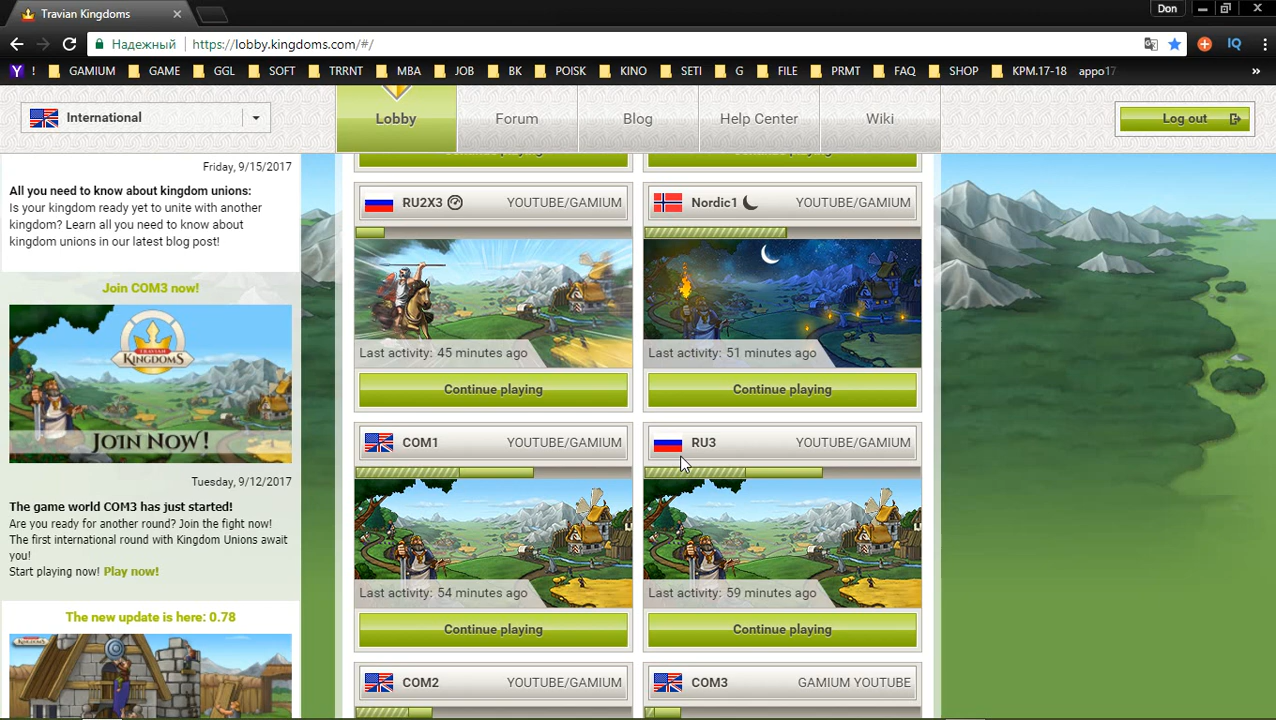 Travian Kingdoms
Don
Надежный https://lobby.kingdoms.com/#/
Y ! GAMIUM GAME GGL SOFT TRRNT MBA JOB BK POISK KINO SETI G FILE PRMT FAQ SHOP KPM.17-18 appo17 »
International
Lobby Forum Blog Help Center Wiki
Log out
Friday, 9/15/2017
All you need to know about kingdom unions:
Is your kingdom ready yet to unite with another
kingdom? Learn all you need to know about
kingdom unions in our latest blog post!
Join COM3 now!
TRAVIAN
KINGDOMS
JOIN NOW!
Tuesday, 9/12/2017
The game world COM3 has just started!
Are you ready for another round? Join the fight now!
The first international round with Kingdom Unions await
you!
Start playing now! Play now!
The new update is here: 0.78
KINGDOMS
RU2X3 YOUTUBE/GAMIUM
Last activity: 45 minutes ago
Continue playing
Nordic1 YOUTUBE/GAMIUM
Last activity: 51 minutes ago
Continue playing
COM1 YOUTUBE/GAMIUM
Last activity: 54 minutes ago
Continue playing
RU3 YOUTUBE/GAMIUM
Last activity: 59 minutes ago
Continue playing
COM2 YOUTUBE/GAMIUM
COM3 GAMIUM YOUTUBE